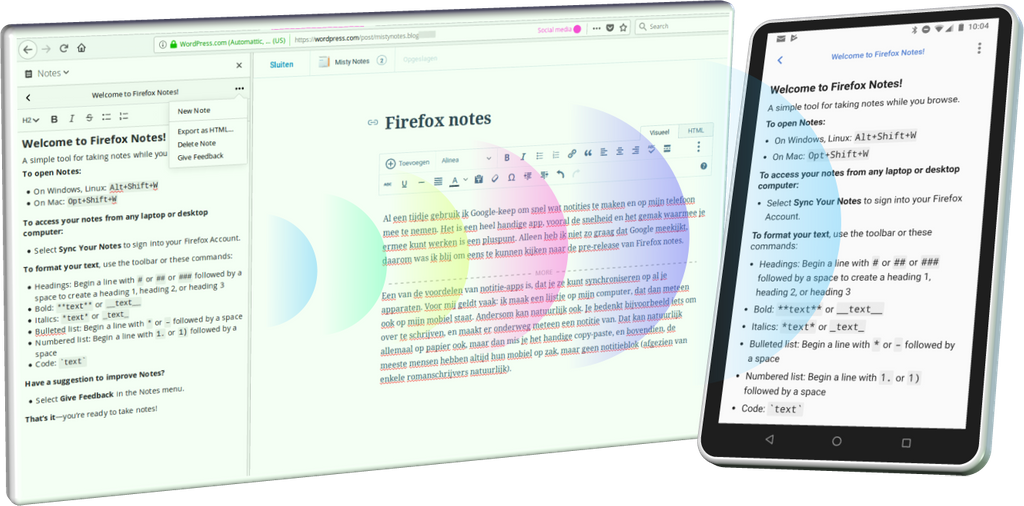 WordPress.com (Automattic, ... (US)
https://wordpress.com/post/mistynotes.blog
Social media
Search
Notes
Welcome to Firefox Notes!
New Note
Export as HTML...
Delete Note
Give Feedback
H2
B I S
Welcome to Firefox Notes!
A simple tool for taking notes while you
To open Notes:
On Windows, Linux: Alt+Shift+W
On Mac: Opt+Shift+W
To access your notes from any laptop or desktop
computer:
Select Sync Your Notes to sign into your Firefox Account.
To format your text, use the toolbar or these commands:
Headings: Begin a line with # or ## or ### followed by a
space to create a heading 1, heading 2, or heading 3
Bold: **text** or __text__
Italics: *text* or _text_
Bulleted list: Begin a line with * or - followed by a space
Numbered list: Begin a line with 1. or 1) followed by a
space
Code: `text`
Have a suggestion to improve Notes?
Select Give Feedback in the Notes menu.
That's it—you're ready to take notes!
Sluiten
Misty Notes
2
Opgeslagen
Firefox notes
Visueel
HTML
Toevoegen
Alinea
B I
ABC U A Ω
Al een tijdje gebruik ik Google-keep om snel wat notities te maken en op mijn telefoon
mee te nemen. Het is een heel handige app, vooral de snelheid en het gemak waarmee je
ermee kunt werken is een pluspunt. Alleen heb ik niet zo graag dat Google meekijkt,
daarom was ik blij om eens te kunnen kijken naar de pre-release van Firefox notes.
MORE
Een van de voordelen van notitie-apps is, dat je ze kunt synchroniseren op al je
apparaten. Voor mij geldt vaak: ik maak een lijstje op mijn computer, dat dan meteen
ook op mijn mobiel staat. Andersom kan natuurlijk ook. Je bedenkt bijvoorbeeld iets om
over te schrijven, en maakt er onderweg meteen een notitie van. Dat kan natuurlijk
allemaal op papier ook, maar dan mis je het handige copy-paste, en bovendien, de
meeste mensen hebben altijd hun mobiel op zak, maar geen notitieblok (afgezien van
enkele romanschrijvers natuurlijk).
10:04
Welcome to Firefox Notes!
Welcome to Firefox Notes!
A simple tool for taking notes while you browse.
To open Notes:
On Windows, Linux: Alt+Shift+W
On Mac: Opt+Shift+W
To access your notes from any laptop or desktop
computer:
Select Sync Your Notes to sign into your Firefox
Account.
To format your text, use the toolbar or these
commands:
Headings: Begin a line with # or ## or ###
followed by a space to create a heading 1,
heading 2, or heading 3
Bold: **text** or __text__
Italics: *text* or _text_
Bulleted list: Begin a line with * or - followed by
a space
Numbered list: Begin a line with 1. or 1)
followed by a space
Code: `text`